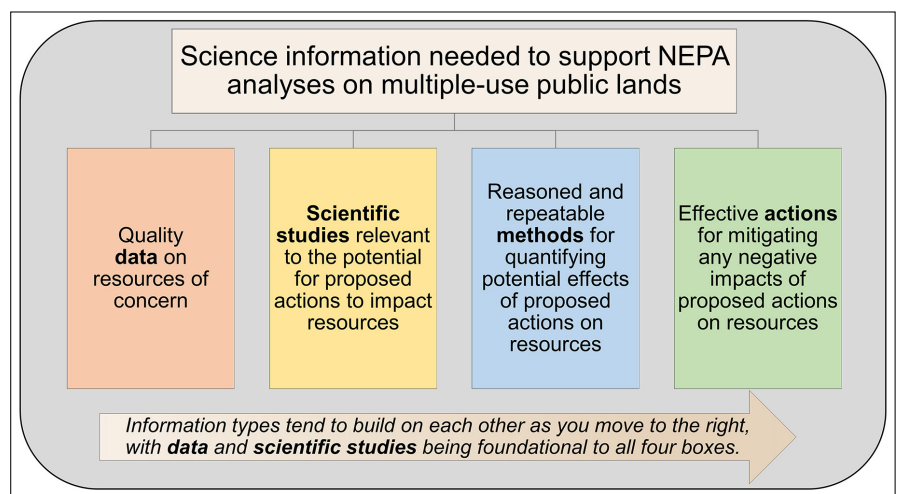 Science information needed to support NEPA
analyses on multiple-use public lands
Quality
data on
resources of
concern
Scientific
studies relevant
to the potential
for proposed
actions to impact
resources
Reasoned and
repeatable
methods for
quantifying
potential effects
of proposed
actions on
resources
Effective actions
for mitigating
any negative
impacts of
proposed actions
on resources
Information types tend to build on each other as you move to the right,
with data and scientific studies being foundational to all four boxes.